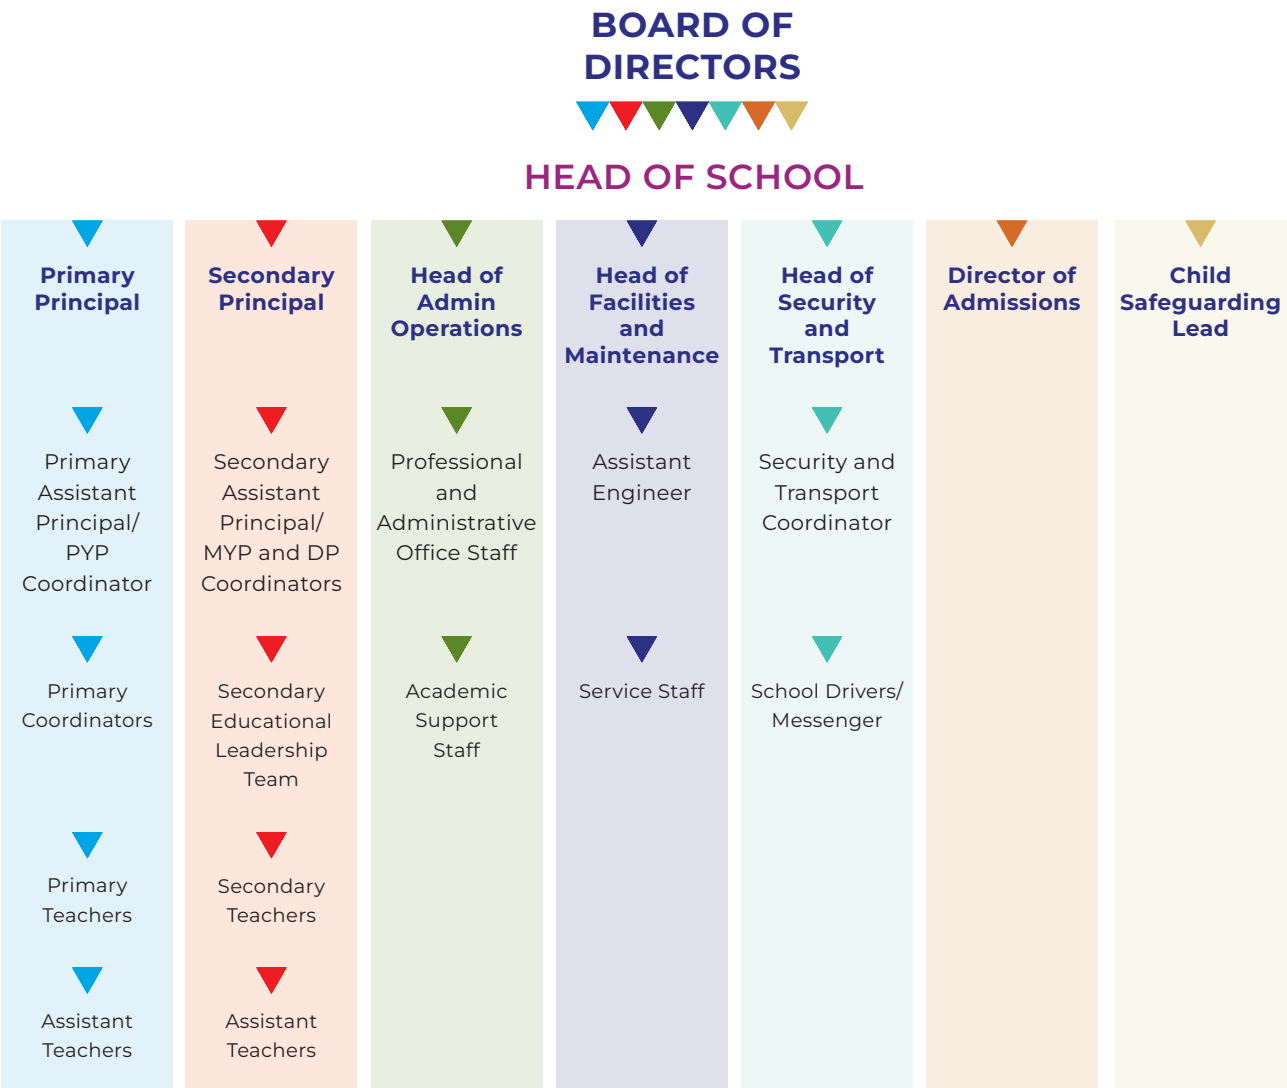 BOARD OF
DIRECTORS
HEAD OF SCHOOL
Primary
Principal
Primary
Assistant
Principal/
PYP
Coordinator
Primary
Coordinators
Primary
Teachers
Assistant
Teachers
Secondary
Principal
Secondary
Assistant
Principal/
MYP and DP
Coordinators
Secondary
Educational
Leadership
Team
Secondary
Teachers
Assistant
Teachers
Head of
Admin
Operations
Professional
and
Administrative
Office Staff
Academic
Support
Staff
Head of
Facilities
and
Maintenance
Assistant
Engineer
Service Staff
Head of
Security
and
Transport
Security and
Transport
Coordinator
School Drivers/
Messenger
Director of
Admissions
Child
Safeguarding
Lead